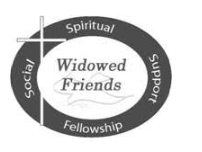 Spiritual
Social
Widowed
Friends
Support
Fellowship